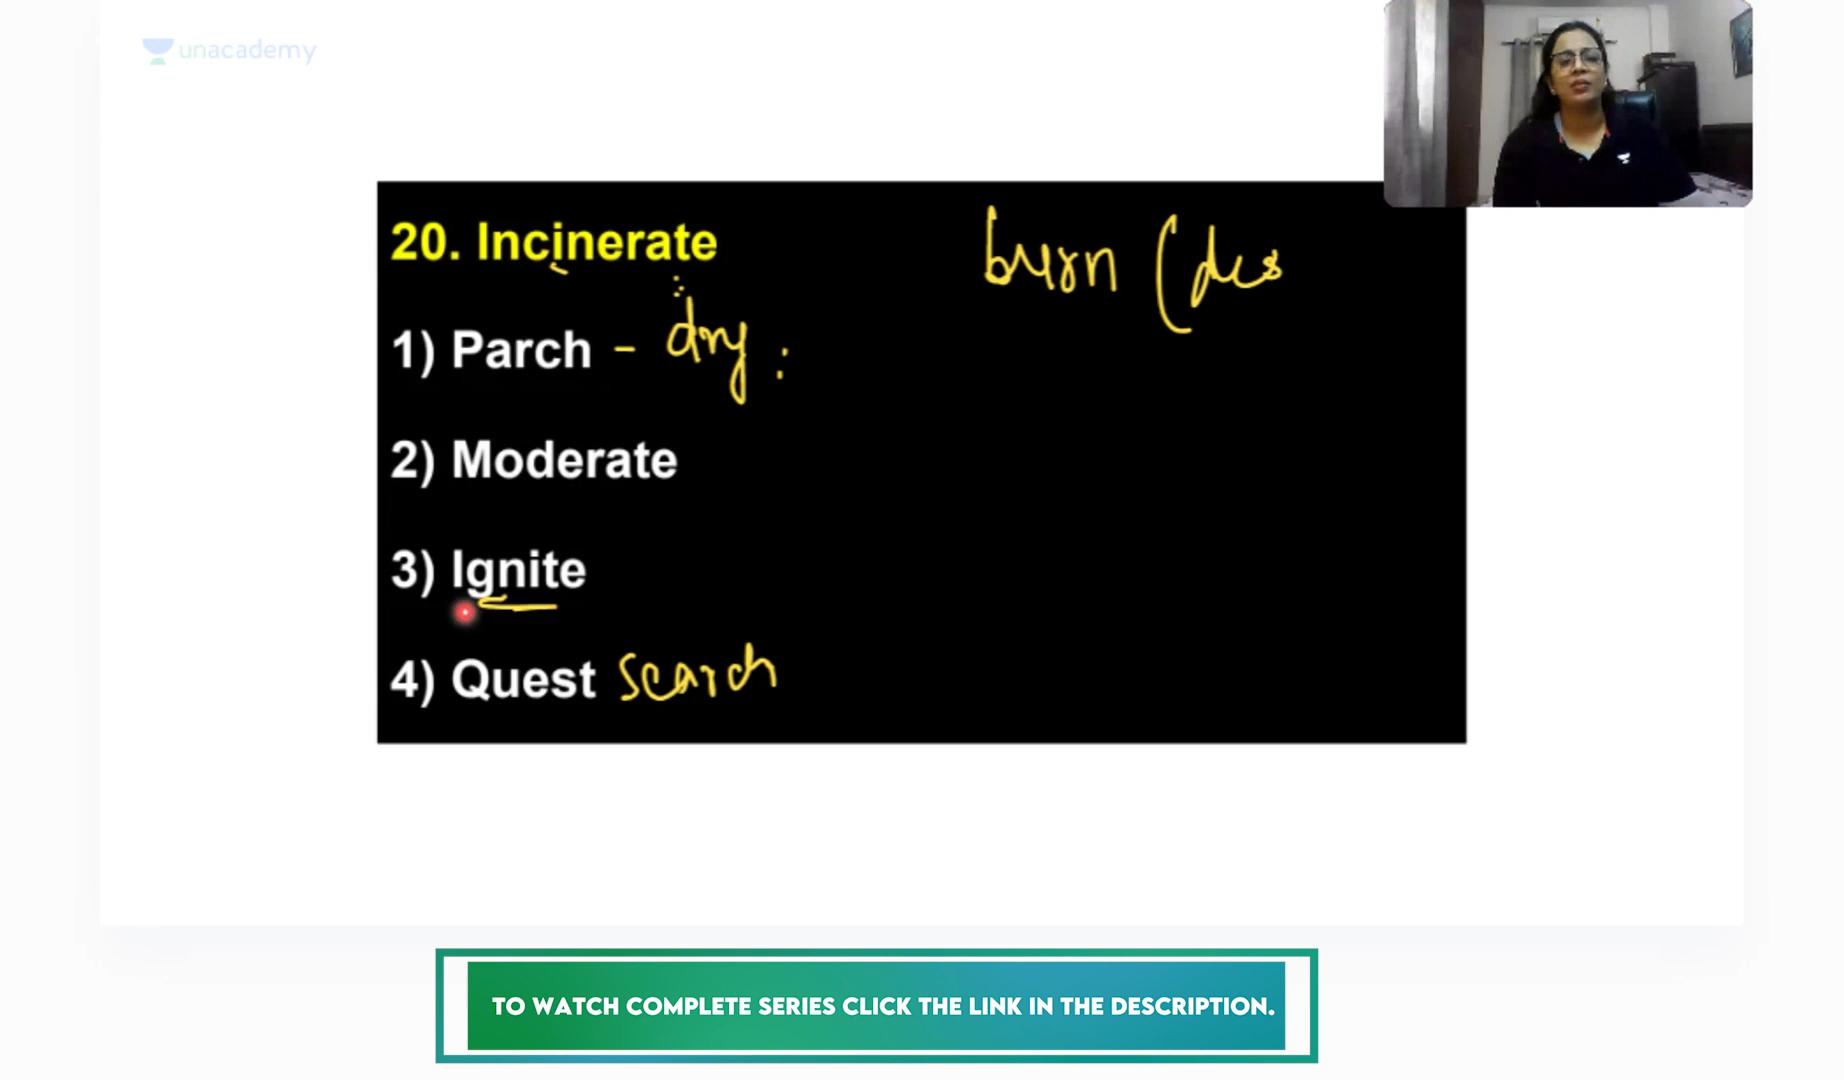 unacademy
20. Incinerate burn (des
1) Parch - dry :
2) Moderate
3) Ignite
4) Quest search
TO WATCH COMPLETE SERIES CLICK THE LINK IN THE DESCRIPTION.